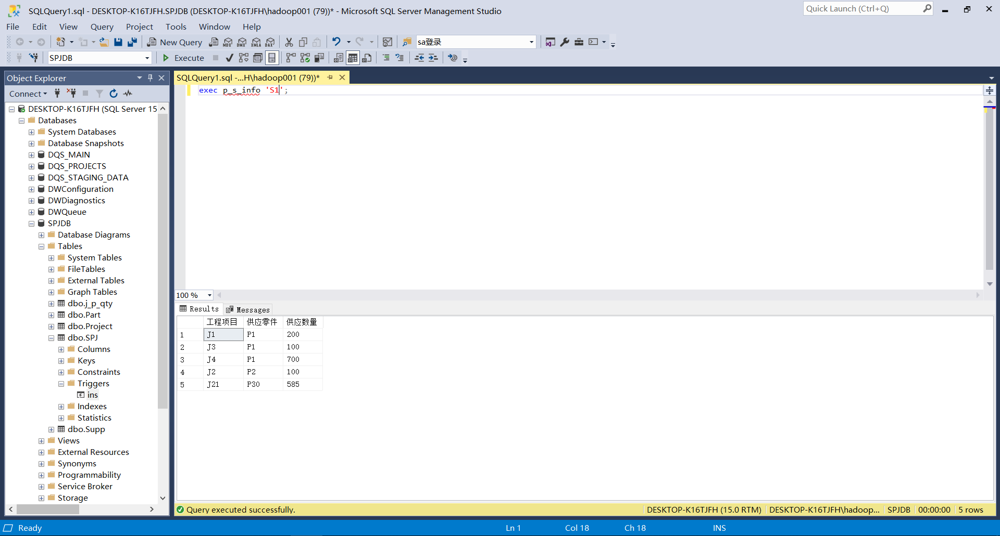 SQLQuery1.sql - DESKTOP-K16TJFH.SPJDB (DESKTOP-K16TJFH\hadoop001 (79))* - Microsoft SQL Server Management Studio
Quick Launch (Ctrl+Q)
File Edit View Query Project Tools Window Help
New Query MDX DMX XMLA DAX sa登录
SPJDB Execute
Object Explorer
SQLQuery1.sql -...H\hadoop001 (79))*
Connect
exec p_s_info 'S1';
DESKTOP-K16TJFH (SQL Server 15
Databases
System Databases
Database Snapshots
DQS_MAIN
DQS_PROJECTS
DQS_STAGING_DATA
DWConfiguration
DWDiagnostics
DWQueue
SPJDB
Database Diagrams
Tables
System Tables
FileTables
External Tables
Graph Tables
dbo.j_p_qty
dbo.Part
dbo.Project
dbo.SPJ
Columns
Keys
Constraints
Triggers
ins
Indexes
Statistics
dbo.Supp
Views
External Resources
Synonyms
Programmability
Service Broker
Storage
100 %
Results Messages
工程项目 供应零件 供应数量
1 J1 P1 200
2 J3 P1 100
3 J4 P1 700
4 J2 P2 100
5 J21 P30 585
Query executed successfully.
DESKTOP-K16TJFH (15.0 RTM) DESKTOP-K16TJFH\hadoop... SPJDB 00:00:00 5 rows
Ready Ln 1 Col 18 Ch 18 INS